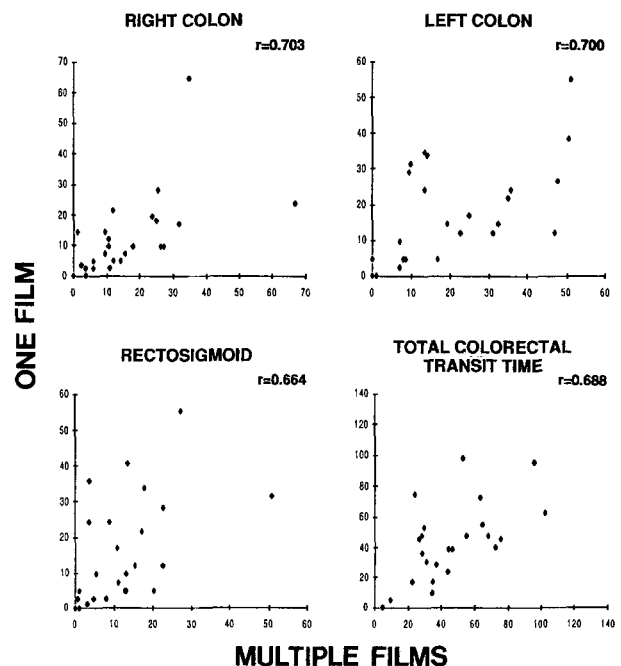 RIGHT COLON
r=0.703
70
60
50
40
30
20
10
0
0 10 20 30 40 50 60 70
LEFT COLON
r=0.700
60
50
40
30
20
10
0
0 10 20 30 40 50 60
ONE FILM
RECTOSIGMOID
r=0.664
60
50
40
30
20
10
0
0 10 20 30 40 50 60
TOTAL COLORECTAL
TRANSIT TIME
r=0.688
140
120
100
80
60
40
20
0
0 20 40 60 80 100 120 140
MULTIPLE FILMS